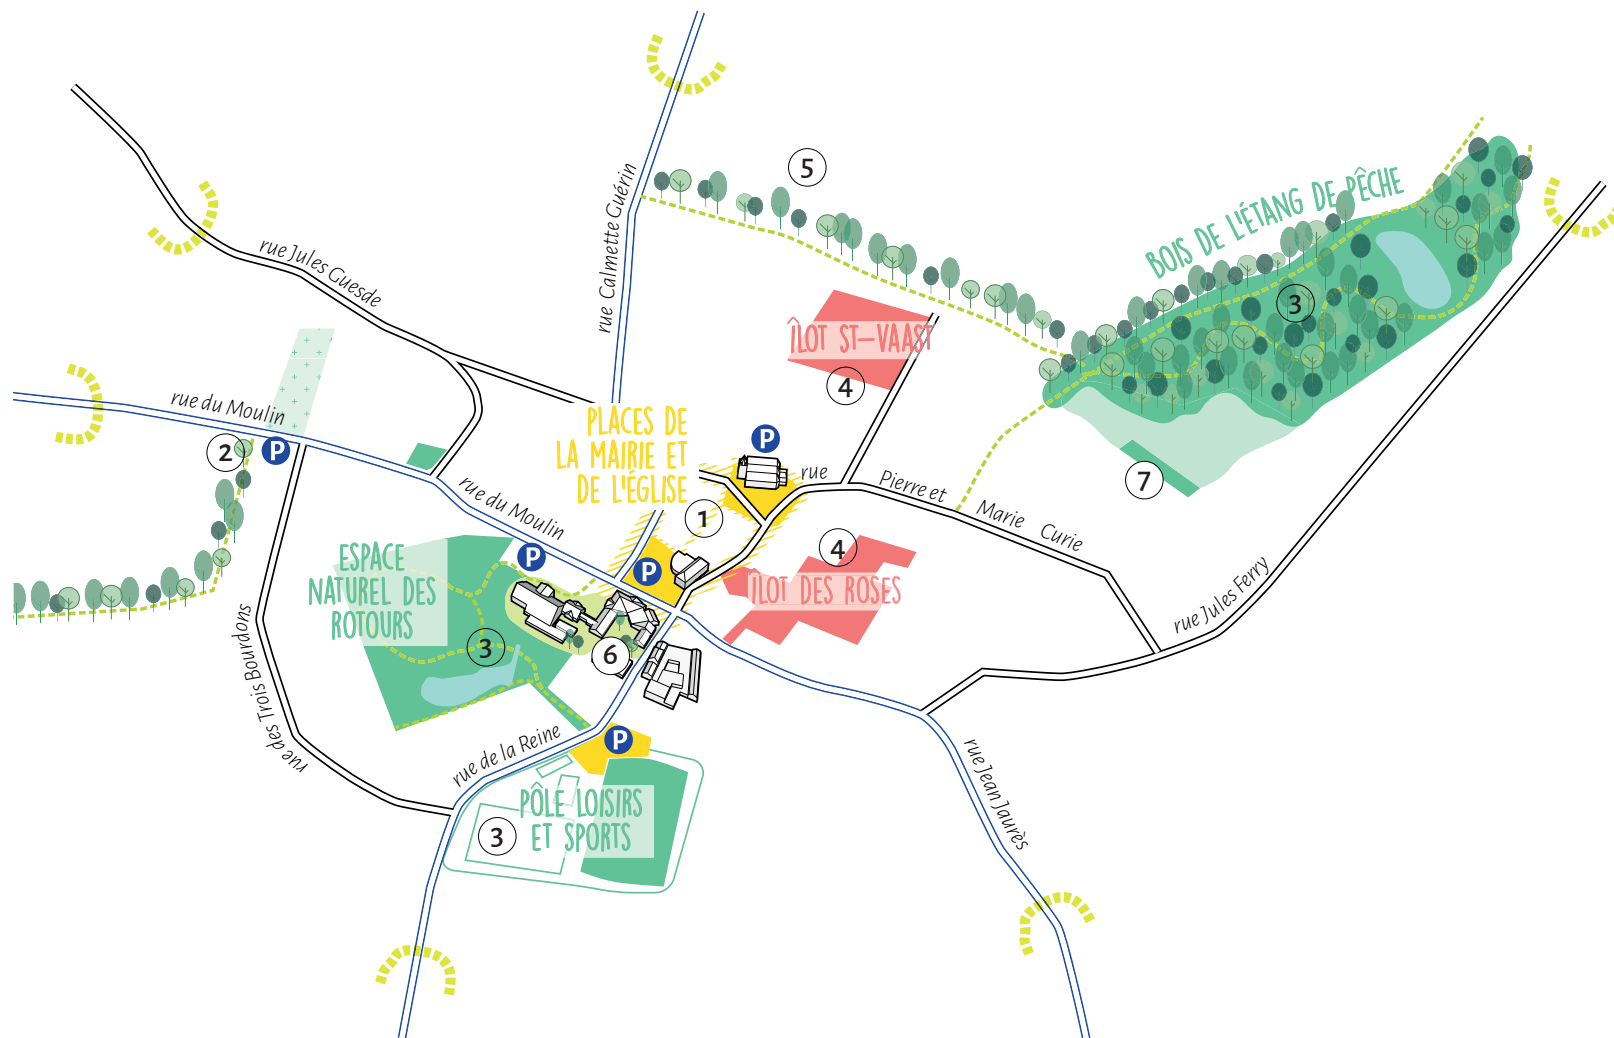 5
rue Calmette Guérin
BOIS DE L'ÉTANG DE PÊCHE
rue Jules Guesde
3
ÎLOT ST-VAAST
4
rue du Moulin
2
P
PLACES DE
LA MAIRIE ET
DE L'ÉGLISE
P
rue Pierre et Marie Curie
7
rue du Moulin
1
4
ÎLOT DES ROSES
P
P
ESPACE
NATUREL DES
ROTOURS
3
6
rue Jules Ferry
rue des Trois Bourdons
rue de la Reine
P
PÔLE LOISIRS
ET SPORTS
3
rue Jean Jaurès